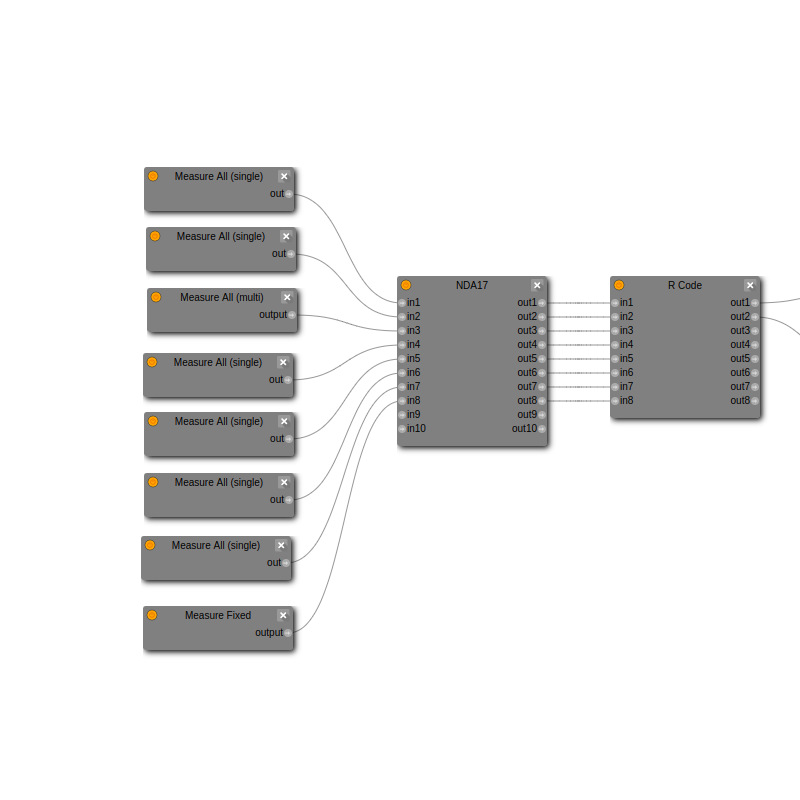 Measure All (single)
out
Measure All (single)
out
Measure All (multi)
output
Measure All (single)
out
Measure All (single)
out
Measure All (single)
out
Measure All (single)
out
Measure Fixed
output
NDA17
in1 out1
in2 out2
in3 out3
in4 out4
in5 out5
in6 out6
in7 out7
in8 out8
in9 out9
in10 out10
R Code
in1 out1
in2 out2
in3 out3
in4 out4
in5 out5
in6 out6
in7 out7
in8 out8